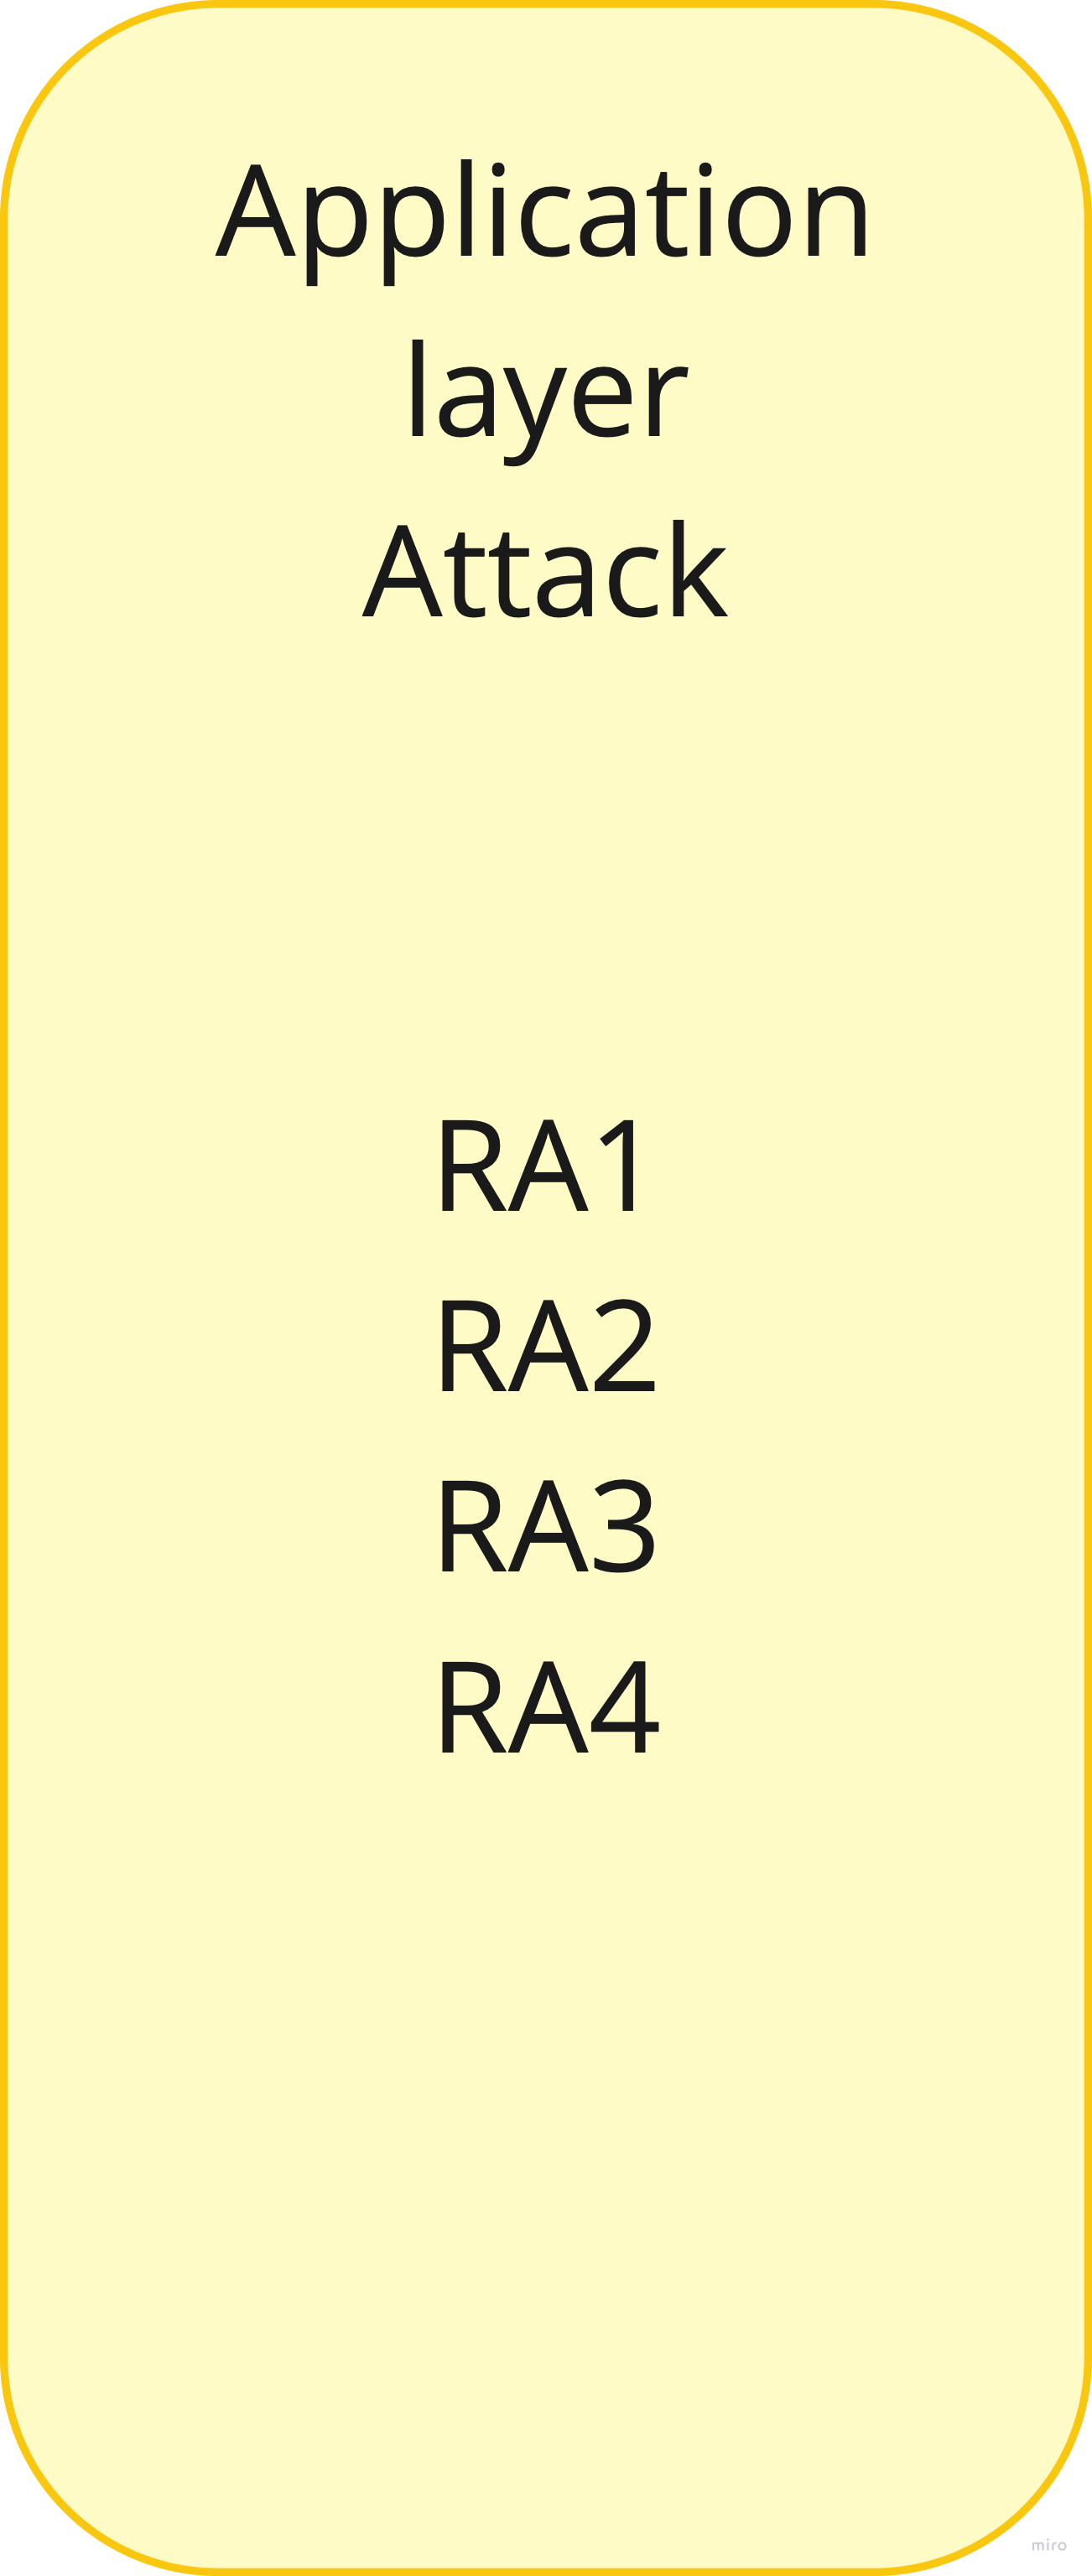 Application
layer
Attack
RA1
RA2
RA3
RA4
miro